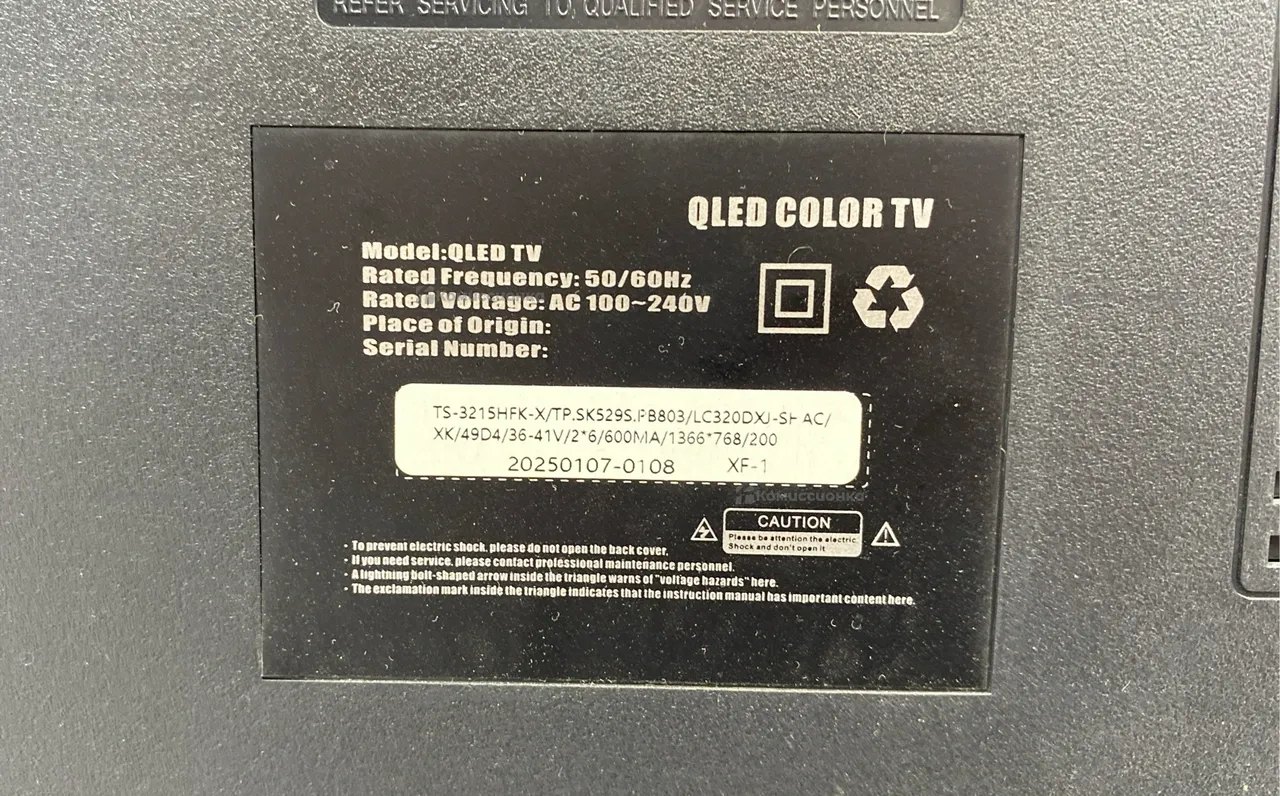 REFER SERVICING TO QUALIFIED SERVICE PERSONNEL
QLED COLOR TV
Model:QLED TV
Rated Frequency: 50/60Hz
Rated Voltage: AC 100~240V
Place of Origin:
Serial Number:
TS-3215HFK-X/TP.SK529S.PB803/LC320DXJ-SHAC/
XK/49D4/36-41V/2*6/600MA/1366*768/200
20250107-0108 XF-1
Комиссионка
CAUTION
Please be attention the electric
Shock and don't open it
· To prevent electric shock. please do not open the back cover.
· If you need service. please contact professional maintenance personnel.
· A lightning bolt-shaped arrow inside the triangle warns of "voltage hazards" here.
· The exclamation mark inside the triangle indicates that the instruction manual has important content here.